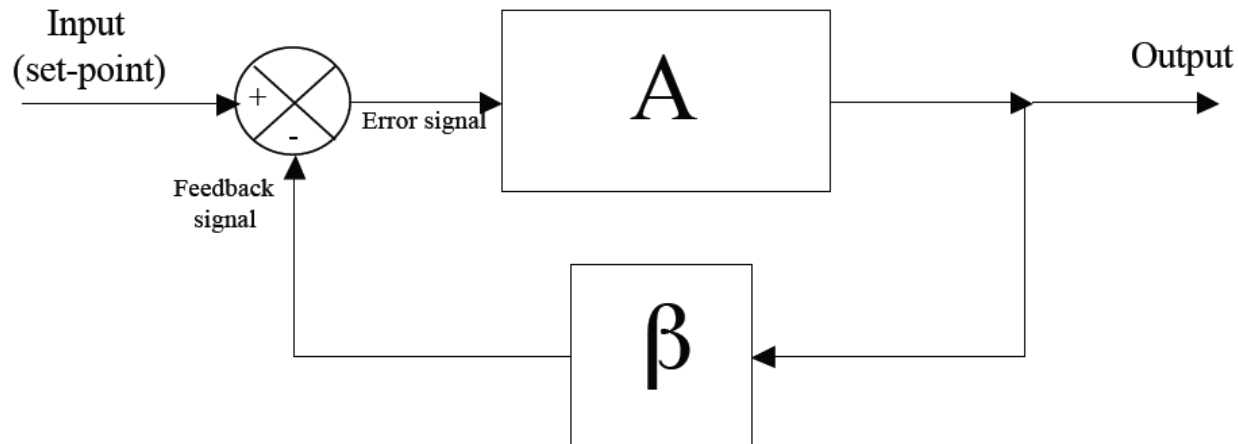 Input
(set-point)
+
-
Error signal
A
Output
Feedback
signal
β